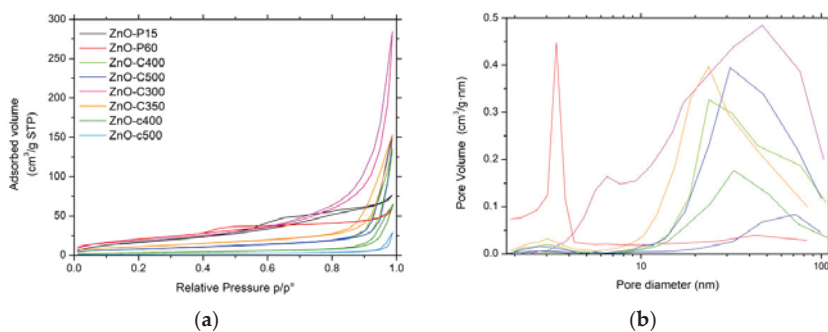 300
250
200
150
100
50
0
Adsorbed volume
(cm³/g STP)
ZnO-P15
ZnO-P60
ZnO-C400
ZnO-C500
ZnO-C300
ZnO-C350
ZnO-c400
ZnO-c500
0.0 0.2 0.4 0.6 0.8 1.0
Relative Pressure p/p°
(a)
0.5
0.4
0.3
0.2
0.1
0.0
Pore Volume (cm³/g·nm)
10 100
Pore diameter (nm)
(b)